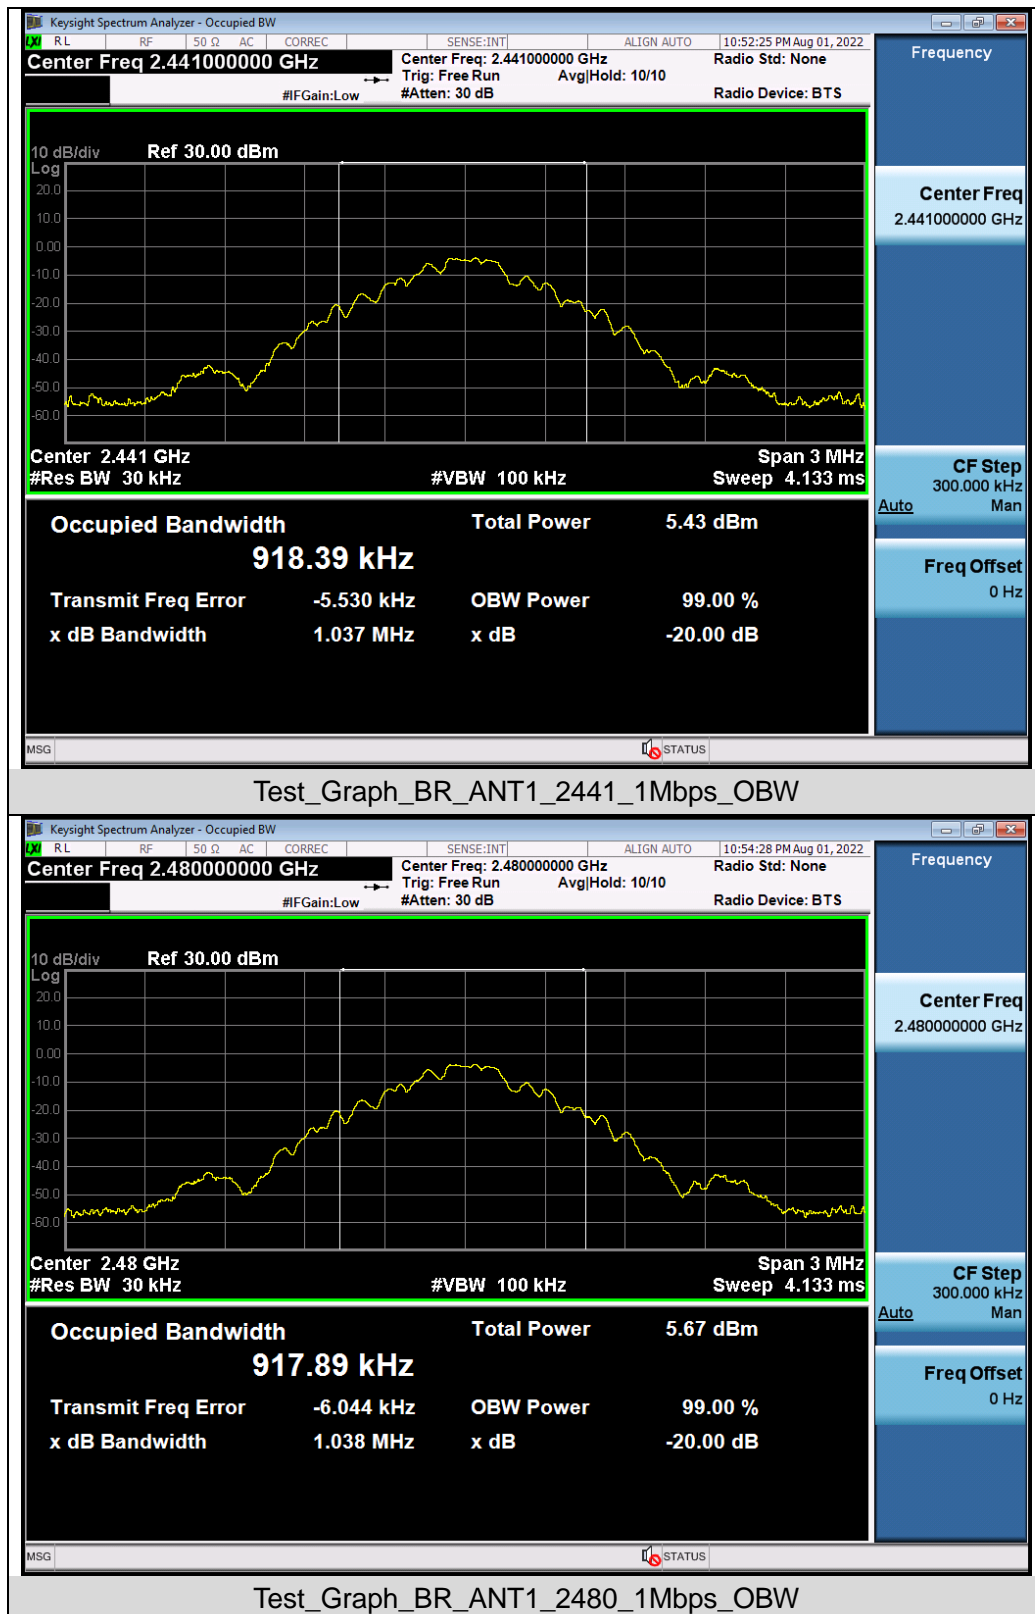 Keysight Spectrum Analyzer - Occupied BW
LXI RL RF 50 Ω AC CORREC SENSE:INT ALIGN AUTO 10:52:25 PM Aug 01, 2022
Center Freq 2.441000000 GHz
Center Freq: 2.441000000 GHz Radio Std: None
Trig: Free Run Avg|Hold: 10/10
#IFGain:Low #Atten: 30 dB Radio Device: BTS
10 dB/div Ref 30.00 dBm
Log
20.0
10.0
0.00
-10.0
-20.0
-30.0
-40.0
-50.0
-60.0
Center 2.441 GHz Span 3 MHz
#Res BW 30 kHz #VBW 100 kHz Sweep 4.133 ms
Occupied Bandwidth Total Power 5.43 dBm
918.39 kHz
Transmit Freq Error -5.530 kHz OBW Power 99.00 %
x dB Bandwidth 1.037 MHz x dB -20.00 dB
MSG STATUS
Frequency
Center Freq
2.441000000 GHz
CF Step
300.000 kHz
Auto Man
Freq Offset
0 Hz
Test_Graph_BR_ANT1_2441_1Mbps_OBW
Keysight Spectrum Analyzer - Occupied BW
LXI RL RF 50 Ω AC CORREC SENSE:INT ALIGN AUTO 10:54:28 PM Aug 01, 2022
Center Freq 2.480000000 GHz
Center Freq: 2.480000000 GHz Radio Std: None
Trig: Free Run Avg|Hold: 10/10
#IFGain:Low #Atten: 30 dB Radio Device: BTS
10 dB/div Ref 30.00 dBm
Log
20.0
10.0
0.00
-10.0
-20.0
-30.0
-40.0
-50.0
-60.0
Center 2.48 GHz Span 3 MHz
#Res BW 30 kHz #VBW 100 kHz Sweep 4.133 ms
Occupied Bandwidth Total Power 5.67 dBm
917.89 kHz
Transmit Freq Error -6.044 kHz OBW Power 99.00 %
x dB Bandwidth 1.038 MHz x dB -20.00 dB
MSG STATUS
Frequency
Center Freq
2.480000000 GHz
CF Step
300.000 kHz
Auto Man
Freq Offset
0 Hz
Test_Graph_BR_ANT1_2480_1Mbps_OBW